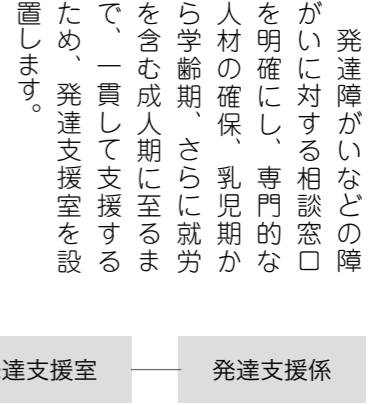 発達障がいなどの障
がいに対する相談窓口
を明確にし、専門的な
人材の確保、乳児期か
ら学齢期、さらに就労
を含む成人期に至るま
で、一貫して支援する
ため、発達支援室を設
置します。
達支援室
発達支援係